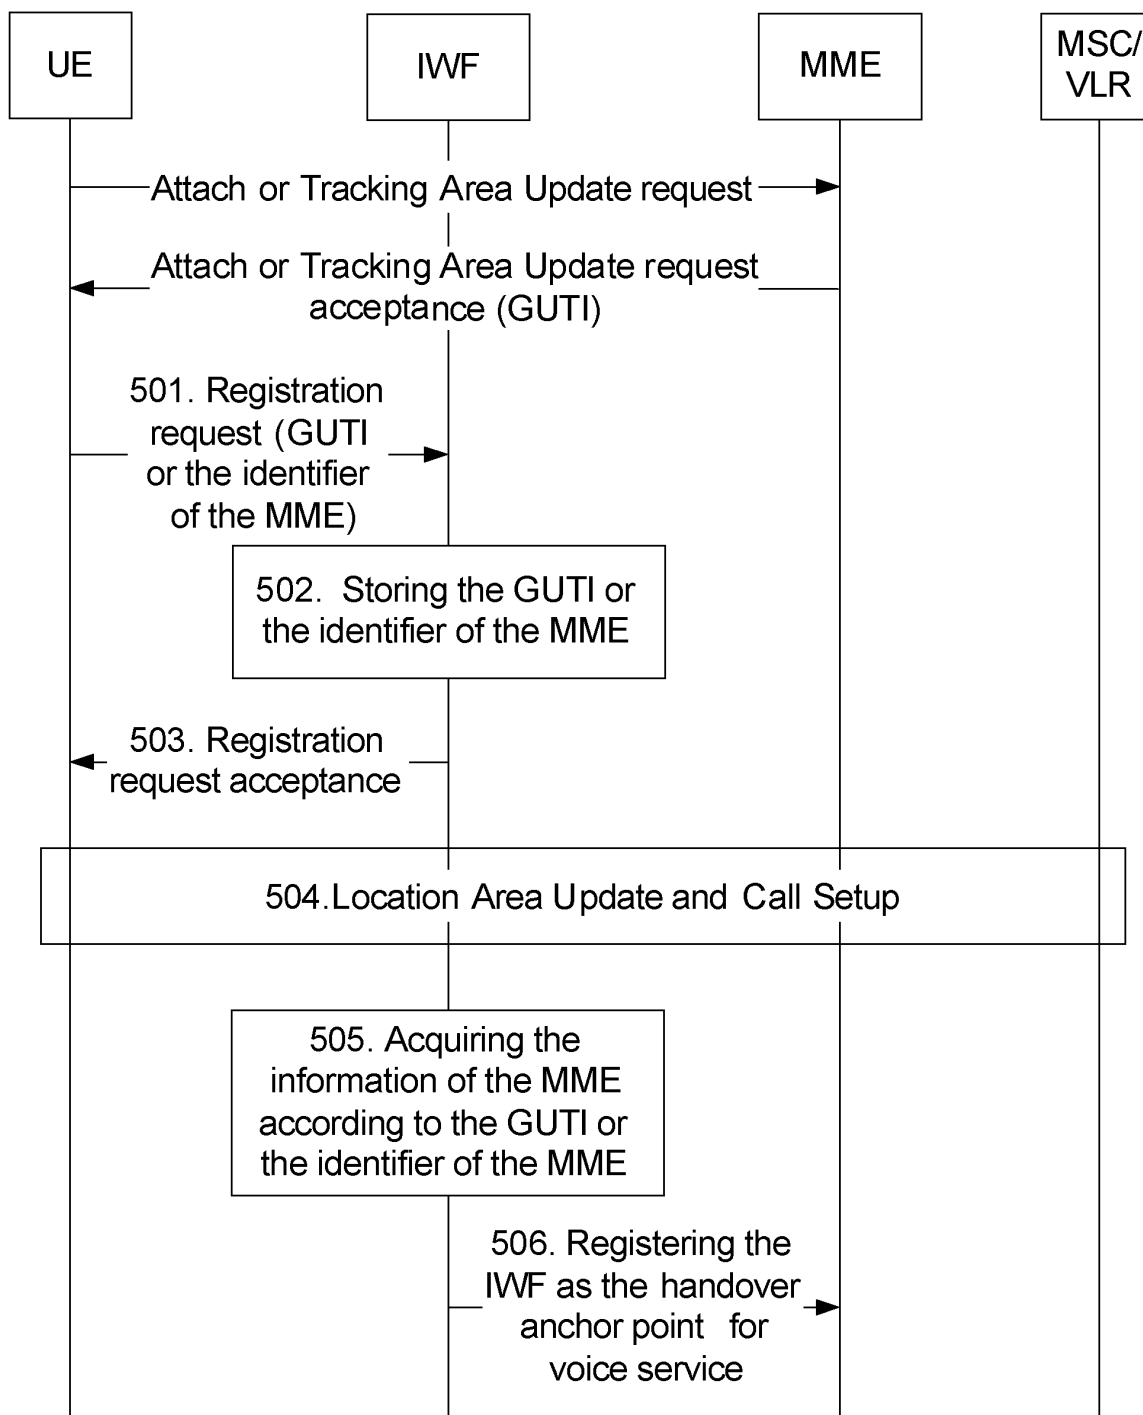 UE
IWF
MME
MSC/
VLR
Attach or Tracking Area Update request
Attach or Tracking Area Update request
acceptance (GUTI)
501. Registration
request (GUTI
or the identifier
of the MME)
502. Storing the GUTI or
the identifier of the MME
503. Registration
request acceptance
504.Location Area Update and Call Setup
505. Acquiring the
information of the MME
according to the GUTI or
the identifier of the MME
506. Registering the
IWF as the handover
anchor point for
voice service